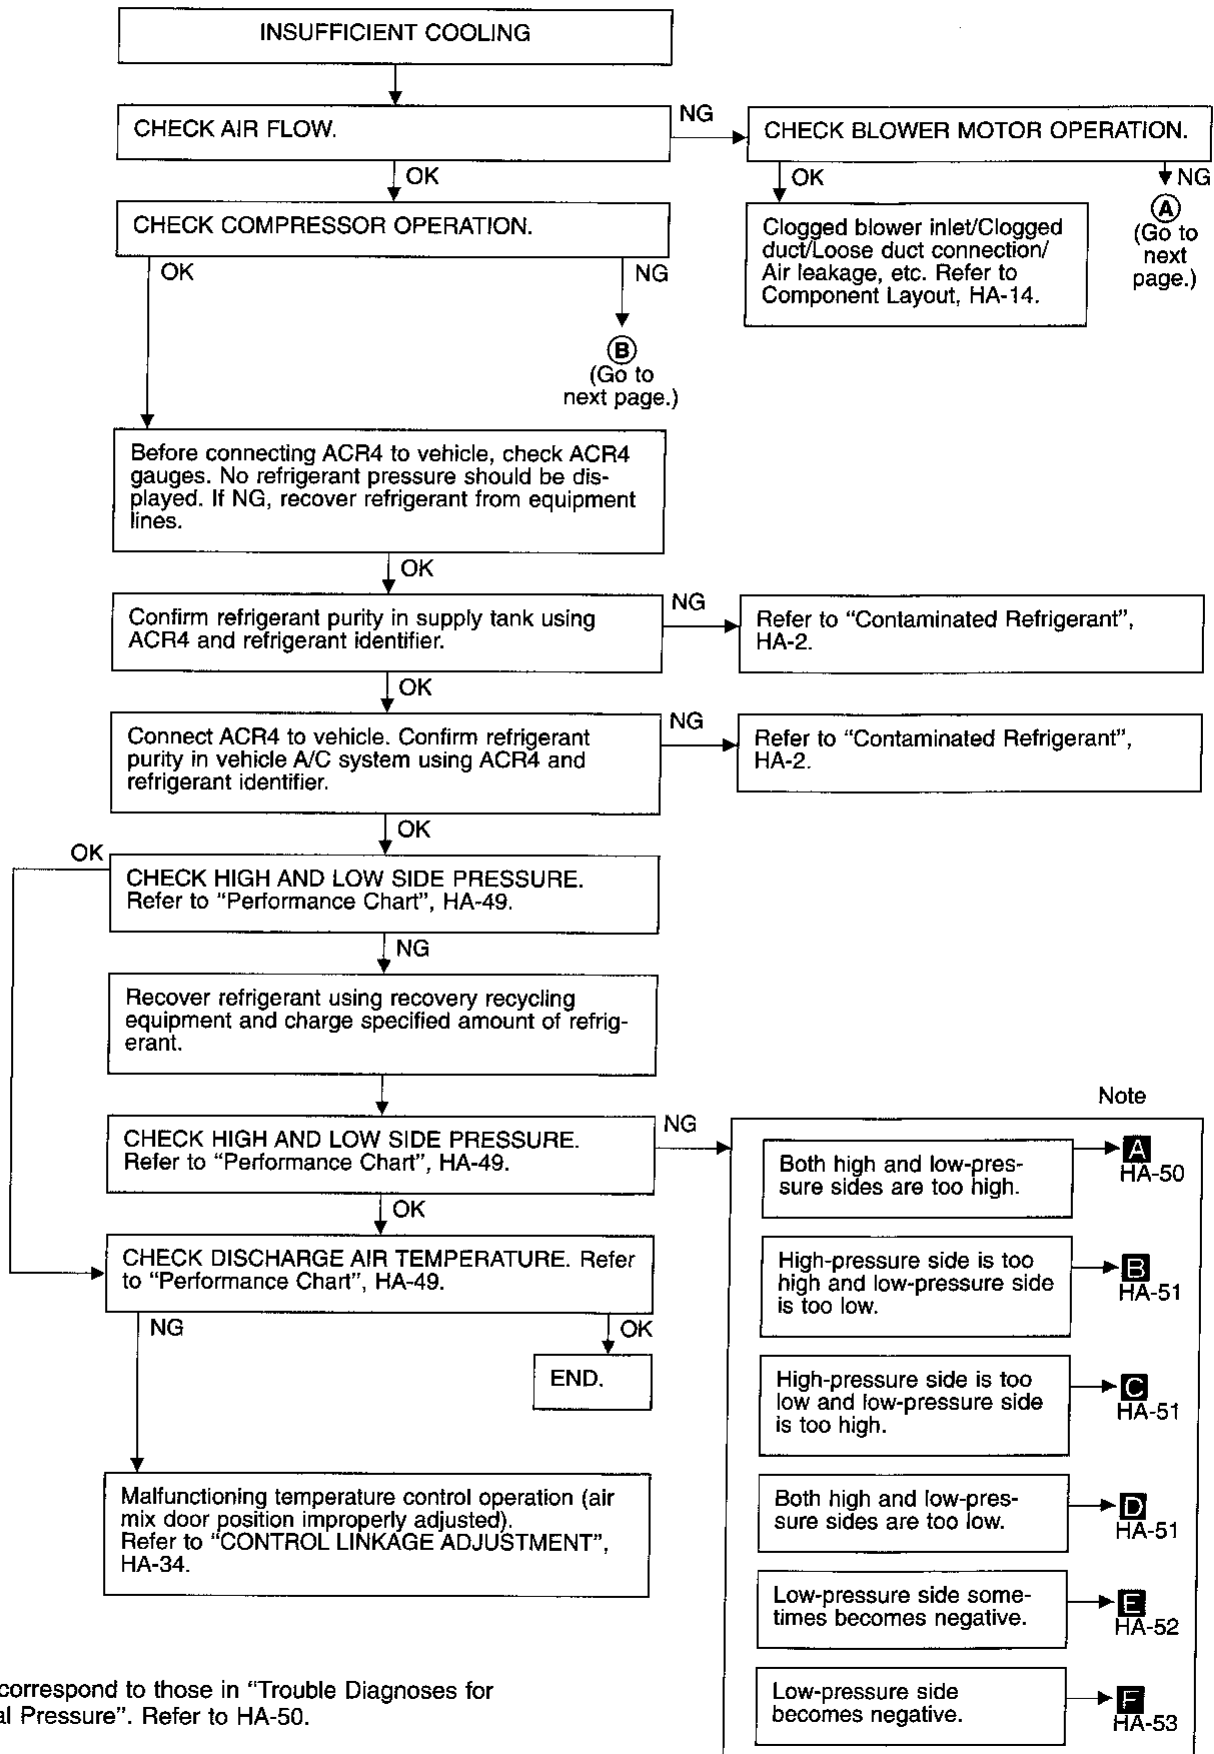 INSUFFICIENT COOLING
CHECK AIR FLOW.
NG
CHECK BLOWER MOTOR OPERATION.
OK
OK
NG
CHECK COMPRESSOR OPERATION.
Clogged blower inlet/Clogged
duct/Loose duct connection/
Air leakage, etc. Refer to
Component Layout, HA-14.
A
(Go to
next
page.)
OK
NG
B
(Go to
next page.)
Before connecting ACR4 to vehicle, check ACR4
gauges. No refrigerant pressure should be dis-
played. If NG, recover refrigerant from equipment
lines.
OK
Confirm refrigerant purity in supply tank using
ACR4 and refrigerant identifier.
NG
Refer to “Contaminated Refrigerant”,
HA-2.
OK
Connect ACR4 to vehicle. Confirm refrigerant
purity in vehicle A/C system using ACR4 and
refrigerant identifier.
NG
Refer to “Contaminated Refrigerant”,
HA-2.
OK
OK
CHECK HIGH AND LOW SIDE PRESSURE.
Refer to “Performance Chart”, HA-49.
NG
Recover refrigerant using recovery recycling
equipment and charge specified amount of refrig-
erant.
Note
CHECK HIGH AND LOW SIDE PRESSURE.
Refer to “Performance Chart”, HA-49.
NG
Both high and low-pres-
sure sides are too high.
A
HA-50
OK
CHECK DISCHARGE AIR TEMPERATURE. Refer
to “Performance Chart”, HA-49.
High-pressure side is too
high and low-pressure side
is too low.
B
HA-51
NG
OK
END.
High-pressure side is too
low and low-pressure side
is too high.
C
HA-51
Malfunctioning temperature control operation (air
mix door position improperly adjusted).
Refer to “CONTROL LINKAGE ADJUSTMENT”,
HA-34.
Both high and low-pres-
sure sides are too low.
D
HA-51
Low-pressure side some-
times becomes negative.
E
HA-52
Low-pressure side
becomes negative.
F
HA-53
correspond to those in “Trouble Diagnoses for
al Pressure”. Refer to HA-50.